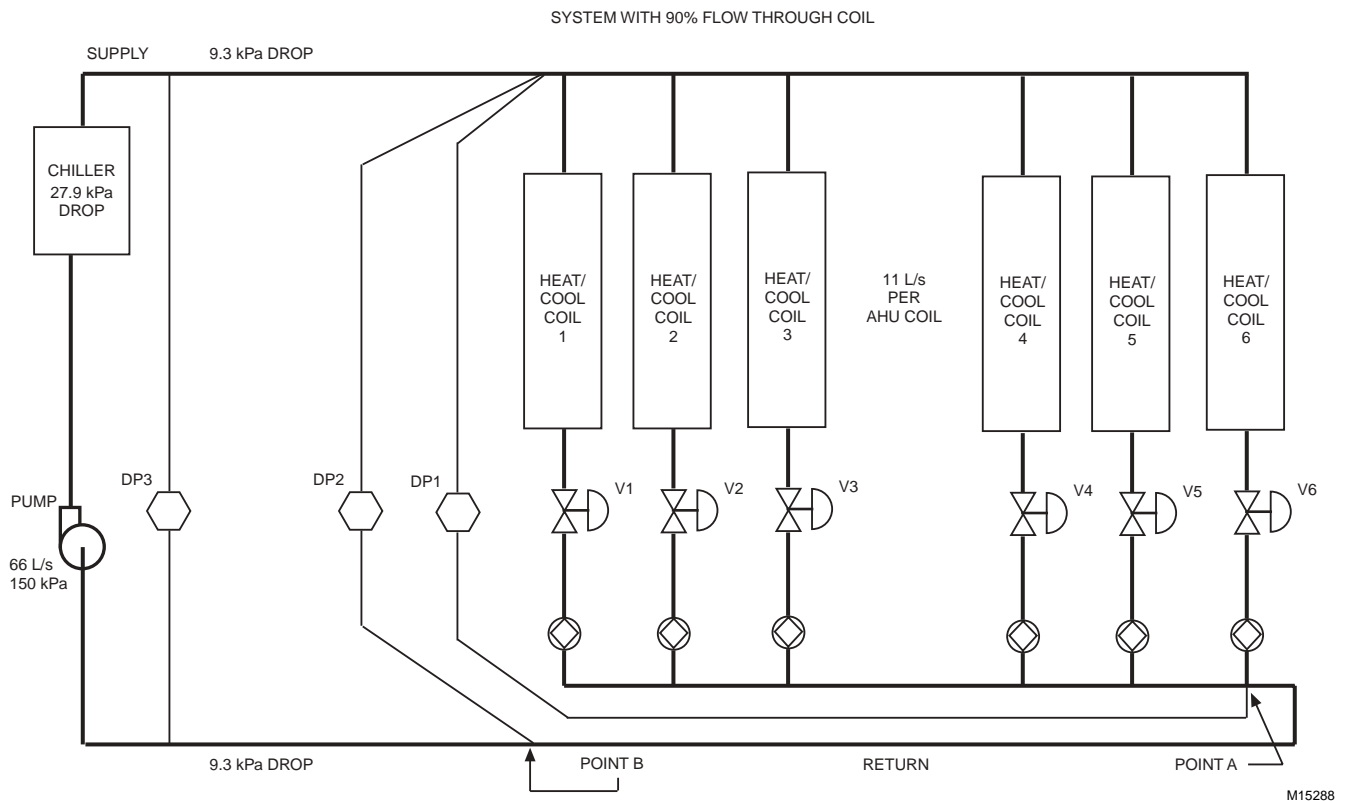 SYSTEM WITH 90% FLOW THROUGH COIL
SUPPLY
9.3 kPa DROP
CHILLER
27.9 kPa
DROP
HEAT/
COOL
COIL
1
HEAT/
COOL
COIL
2
HEAT/
COOL
COIL
3
11 L/s
PER
AHU COIL
HEAT/
COOL
COIL
4
HEAT/
COOL
COIL
5
HEAT/
COOL
COIL
6
DP3
DP2
DP1
V1
V2
V3
V4
V5
V6
PUMP
66 L/s
150 kPa
9.3 kPa DROP
POINT B
RETURN
POINT A
M15288